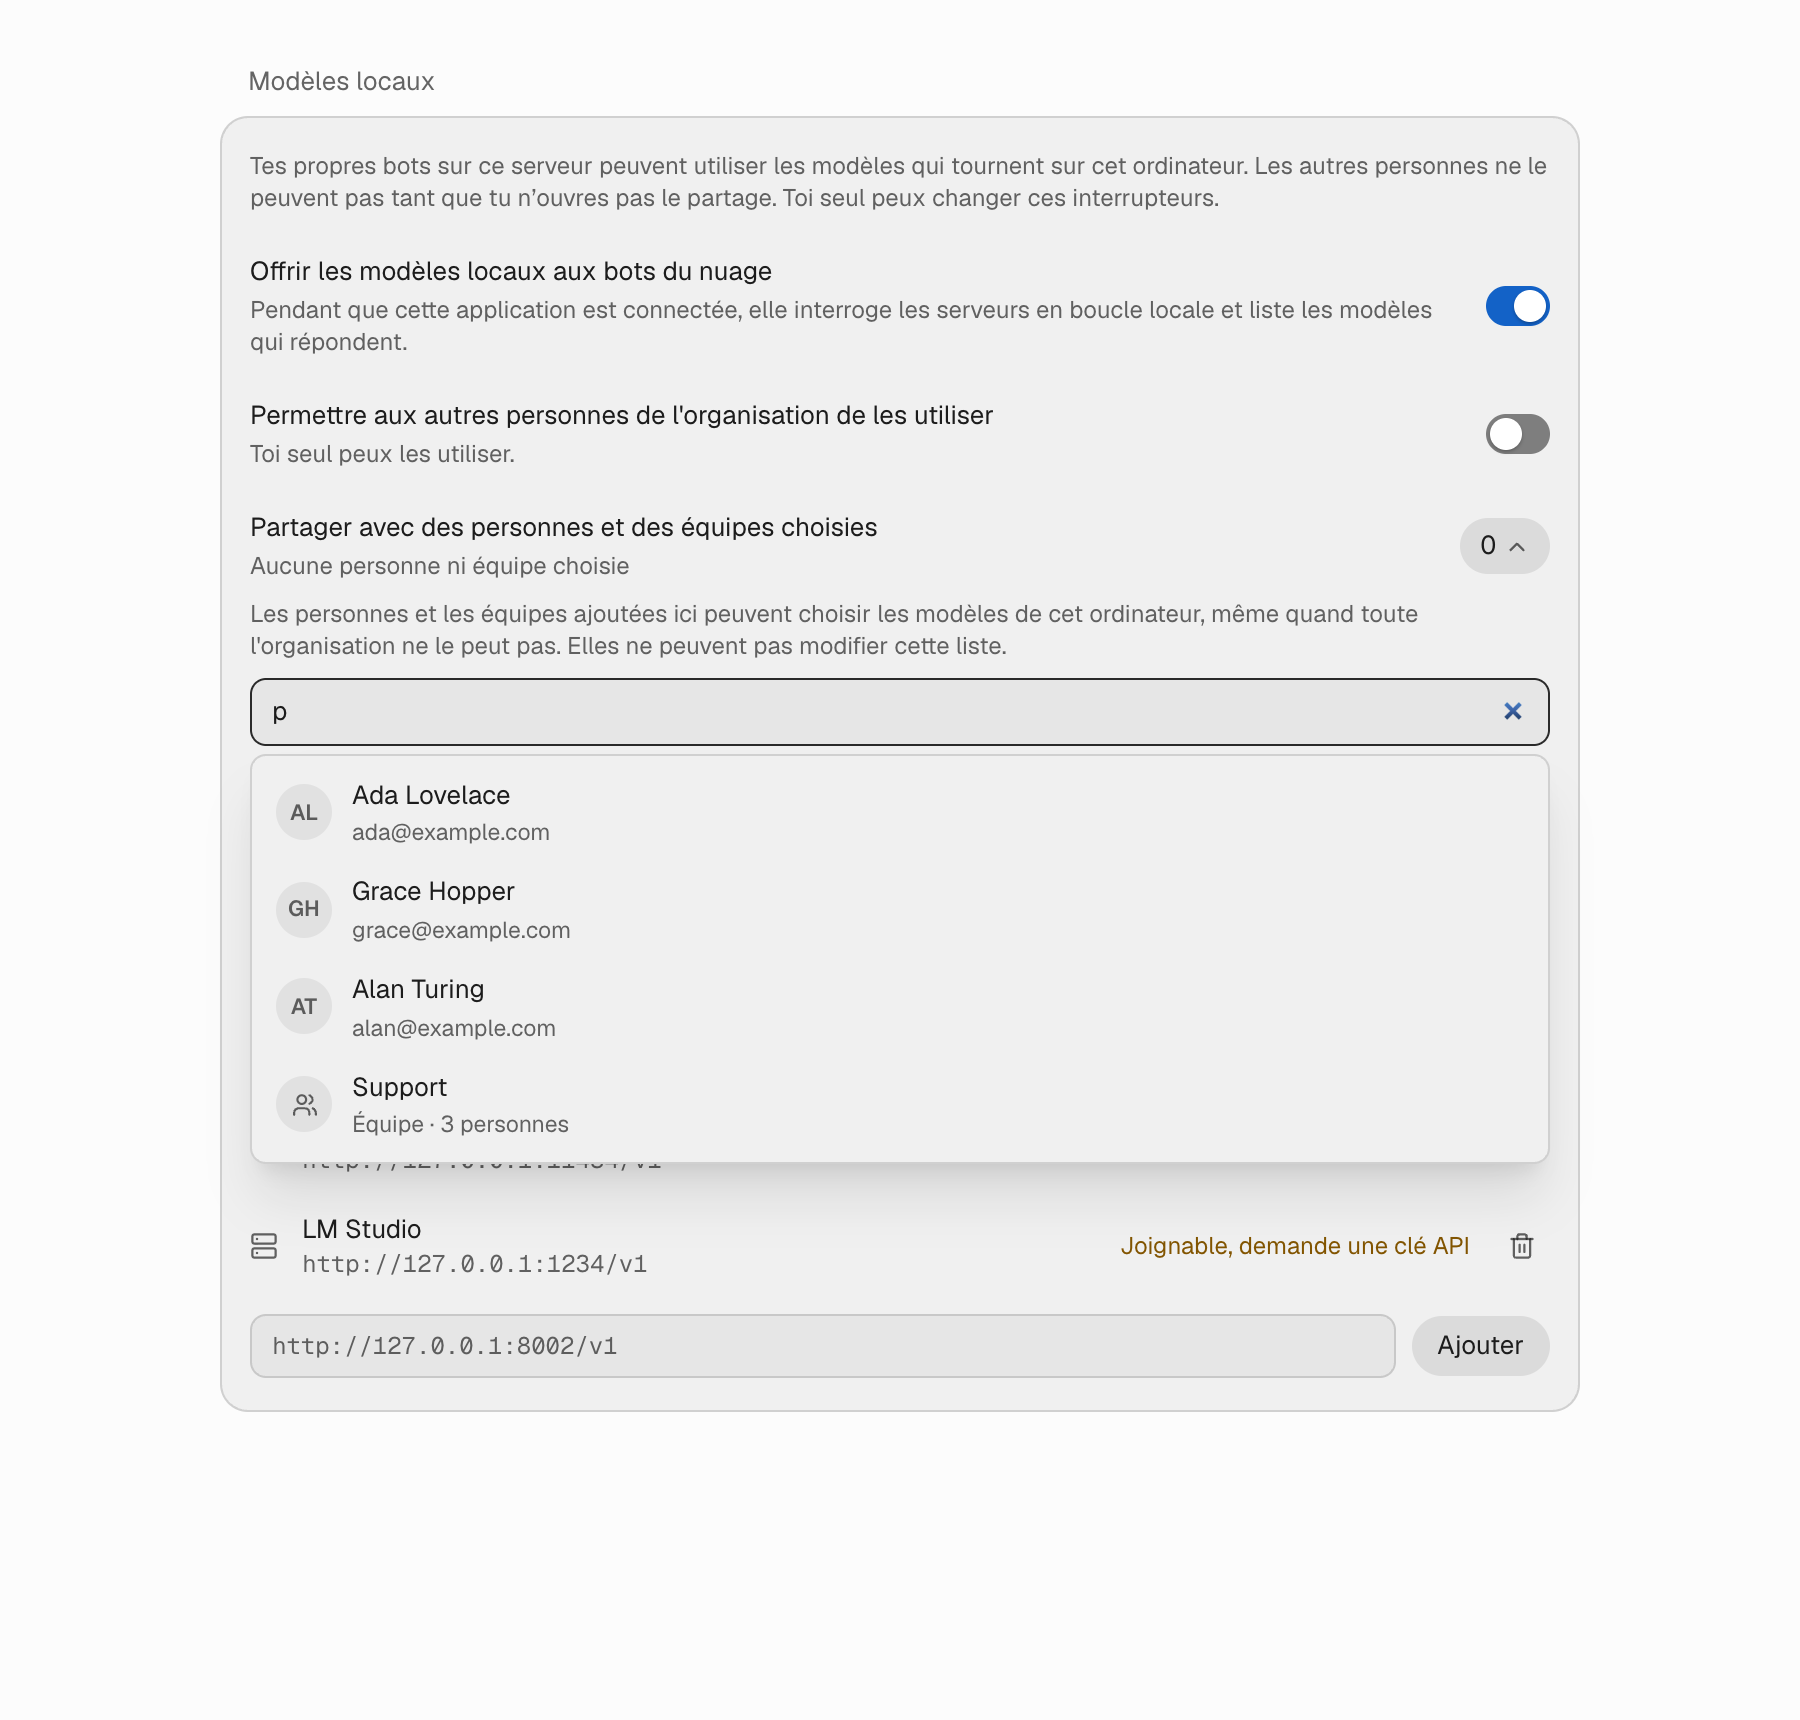 Modèles locaux
Tes propres bots sur ce serveur peuvent utiliser les modèles qui tournent sur cet ordinateur. Les autres personnes ne le
peuvent pas tant que tu n’ouvres pas le partage. Toi seul peux changer ces interrupteurs.
Offrir les modèles locaux aux bots du nuage
Pendant que cette application est connectée, elle interroge les serveurs en boucle locale et liste les modèles
qui répondent.
Permettre aux autres personnes de l'organisation de les utiliser
Toi seul peux les utiliser.
Partager avec des personnes et des équipes choisies
0
Aucune personne ni équipe choisie
Les personnes et les équipes ajoutées ici peuvent choisir les modèles de cet ordinateur, même quand toute
l'organisation ne le peut pas. Elles ne peuvent pas modifier cette liste.
p
AL
Ada Lovelace
ada@example.com
GH
Grace Hopper
grace@example.com
AT
Alan Turing
alan@example.com
Support
Équipe · 3 personnes
LM Studio
http://127.0.0.1:1234/v1
Joignable, demande une clé API
http://127.0.0.1:8002/v1
Ajouter